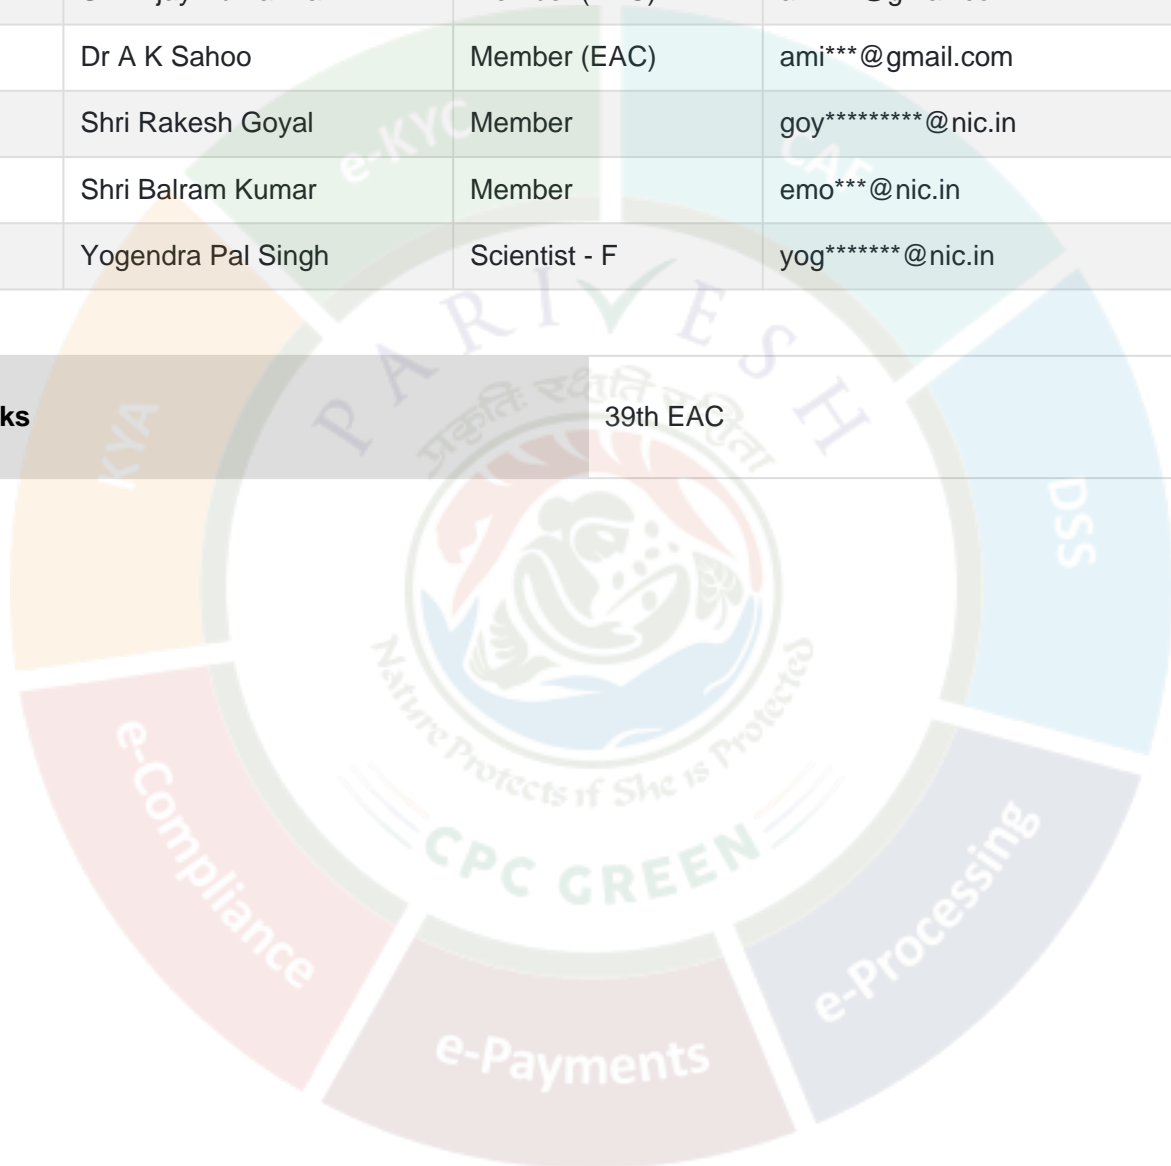 Dr A K Sahoo Member (EAC) ami***@gmail.com
Shri Rakesh Goyal Member goy*********@nic.in
Shri Balram Kumar Member emo***@nic.in
Yogendra Pal Singh Scientist - F yog*******@nic.in
ks 39th EAC
e-KYC
CAF
KYA
DSS
PARIVESH
प्रकृतिः रक्षति रक्षिता
Nature Protects if She is Protected
CPC GREEN
e-Compliance
e-Processing
e-Payments